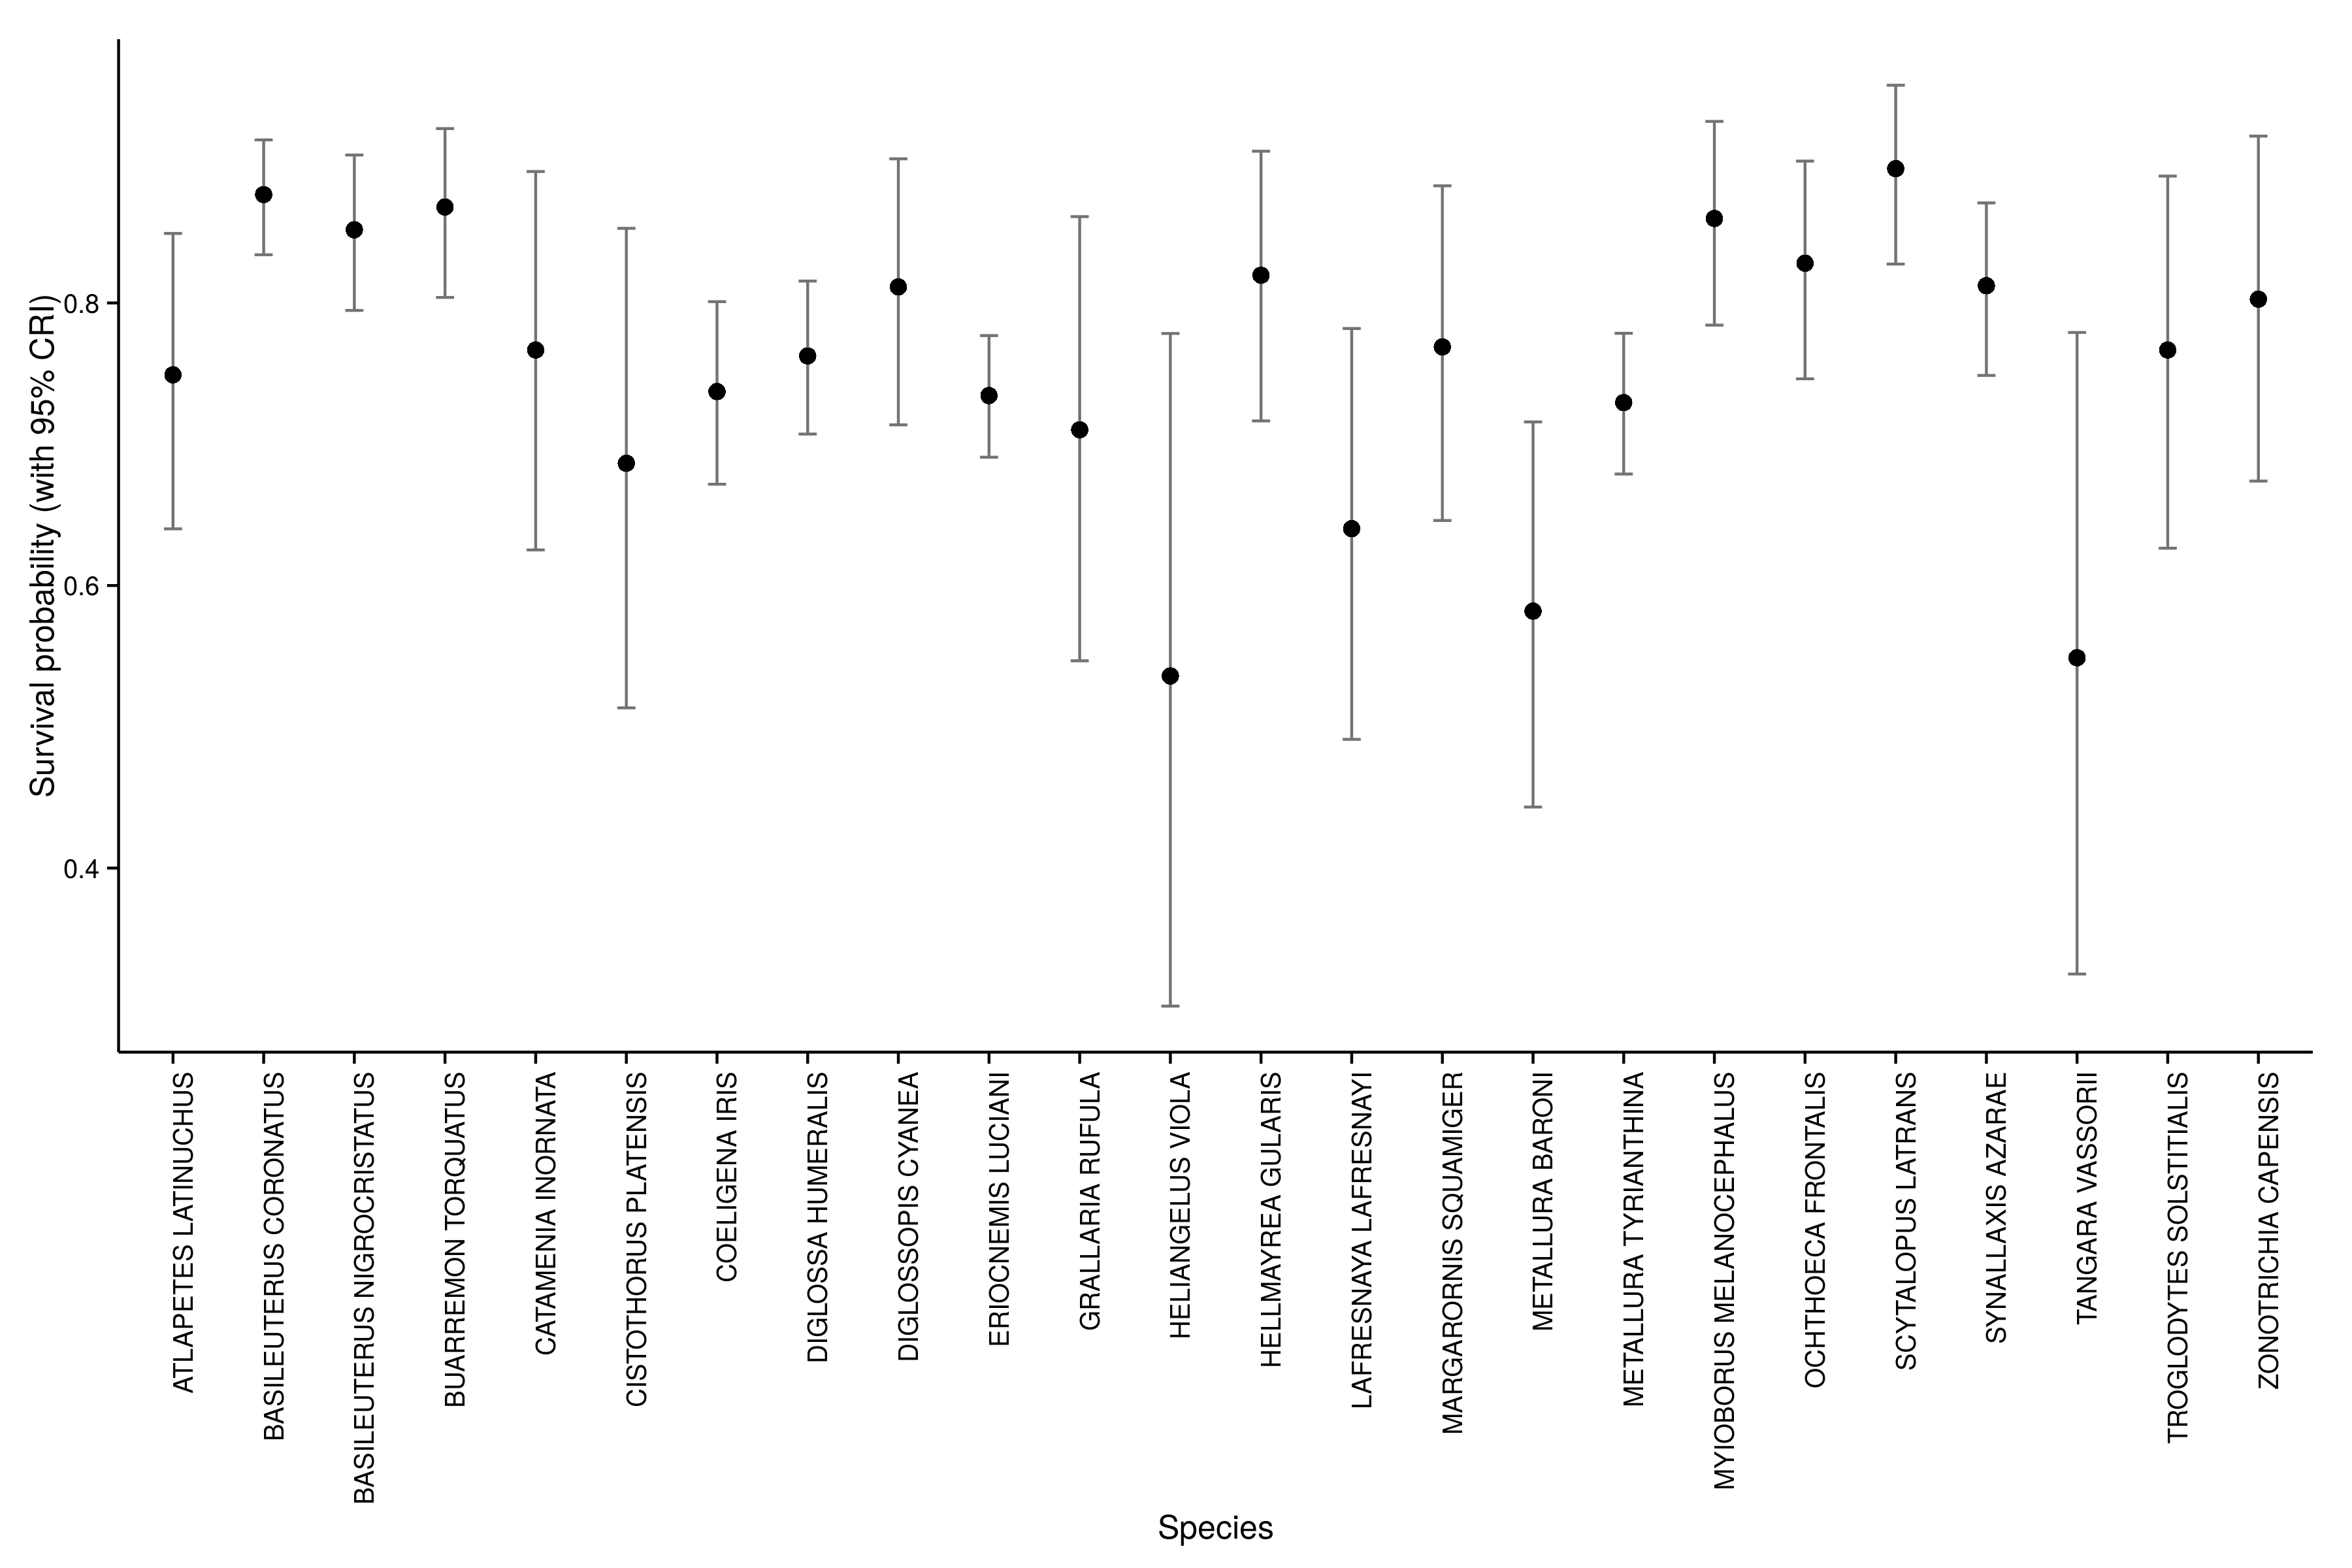 Survival probability (with 95% CRI)
0.8
0.6
0.4
ATLAPETES LATINUCHUS
BASILEUTERUS CORONATUS
BASILEUTERUS NIGROCRISTATUS
BUARREMON TORQUATUS
CATAMENIA INORNATA
CISTOTHORUS PLATENSIS
COELIGENA IRIS
DIGLOSSA HUMERALIS
DIGLOSSOPIS CYANEA
ERIOCNEMIS LUCIANI
GRALLARIA RUFULA
HELIANGELUS VIOLA
HELLMAYREA GULARIS
LAFRESNAYA LAFRESNAYI
MARGARORNIS SQUAMIGER
METALLURA BARONI
METALLURA TYRIANTHINA
MYIOBORUS MELANOCEPHALUS
OCHTHOECA FRONTALIS
SCYTALOPUS LATRANS
SYNALLAXIS AZARAE
TANGARA VASSORII
TROGLODYTES SOLSTITIALIS
ZONOTRICHIA CAPENSIS
Species